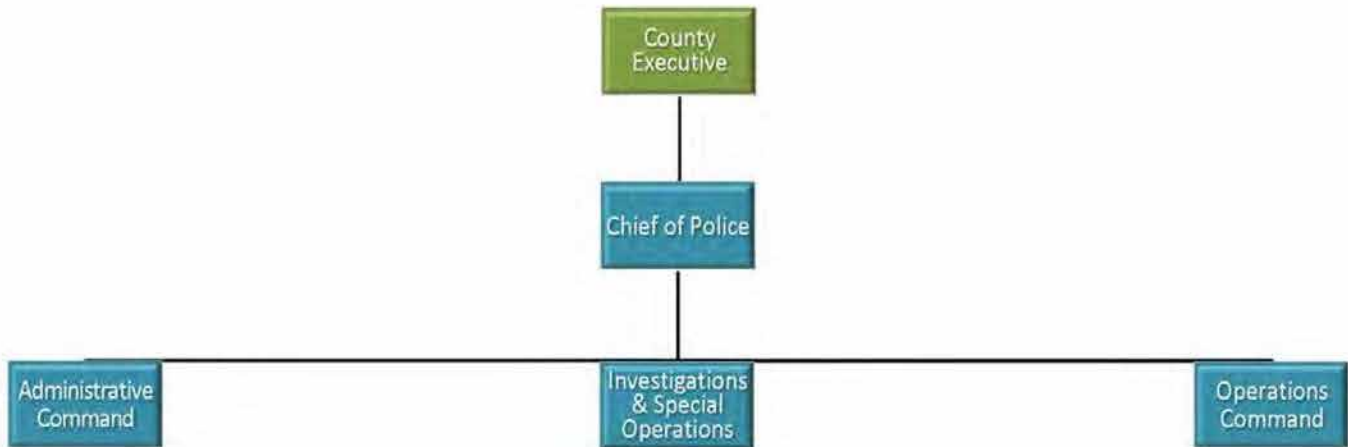 County
Executive
Chief of Police
Administrative
Command
Investigations
& Special
Operations
Operations
Command